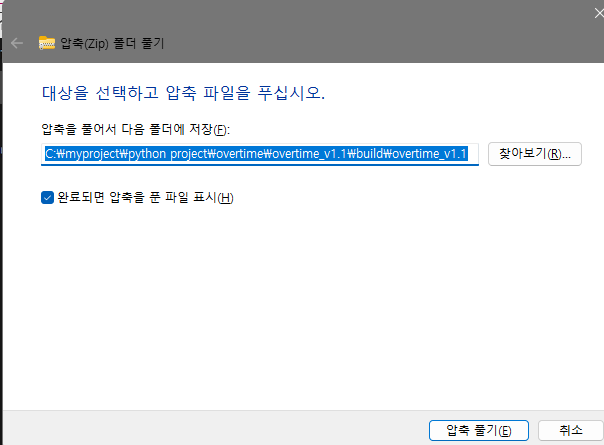 압축(Zip) 폴더 풀기
대상을 선택하고 압축 파일을 푸십시오.
압축을 풀어서 다음 폴더에 저장(F):
C:₩myproject₩python project₩overtime₩overtime_v1.1₩build₩overtime_v1.1
찾아보기(R)...
완료되면 압축을 푼 파일 표시(H)
압축 풀기(E)
취소